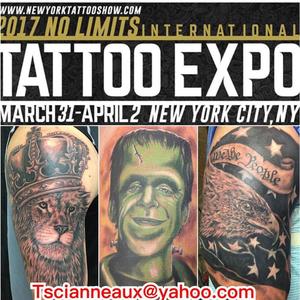 WWW.NEWYORKTATTOOSHOW.COM
2017 NO LIMITS INTERNATIONAL
TATTOO EXPO
MARCH 31-APRIL 2 NEW YORK CITY, NY
We the People
Tscianneaux@yahoo.com